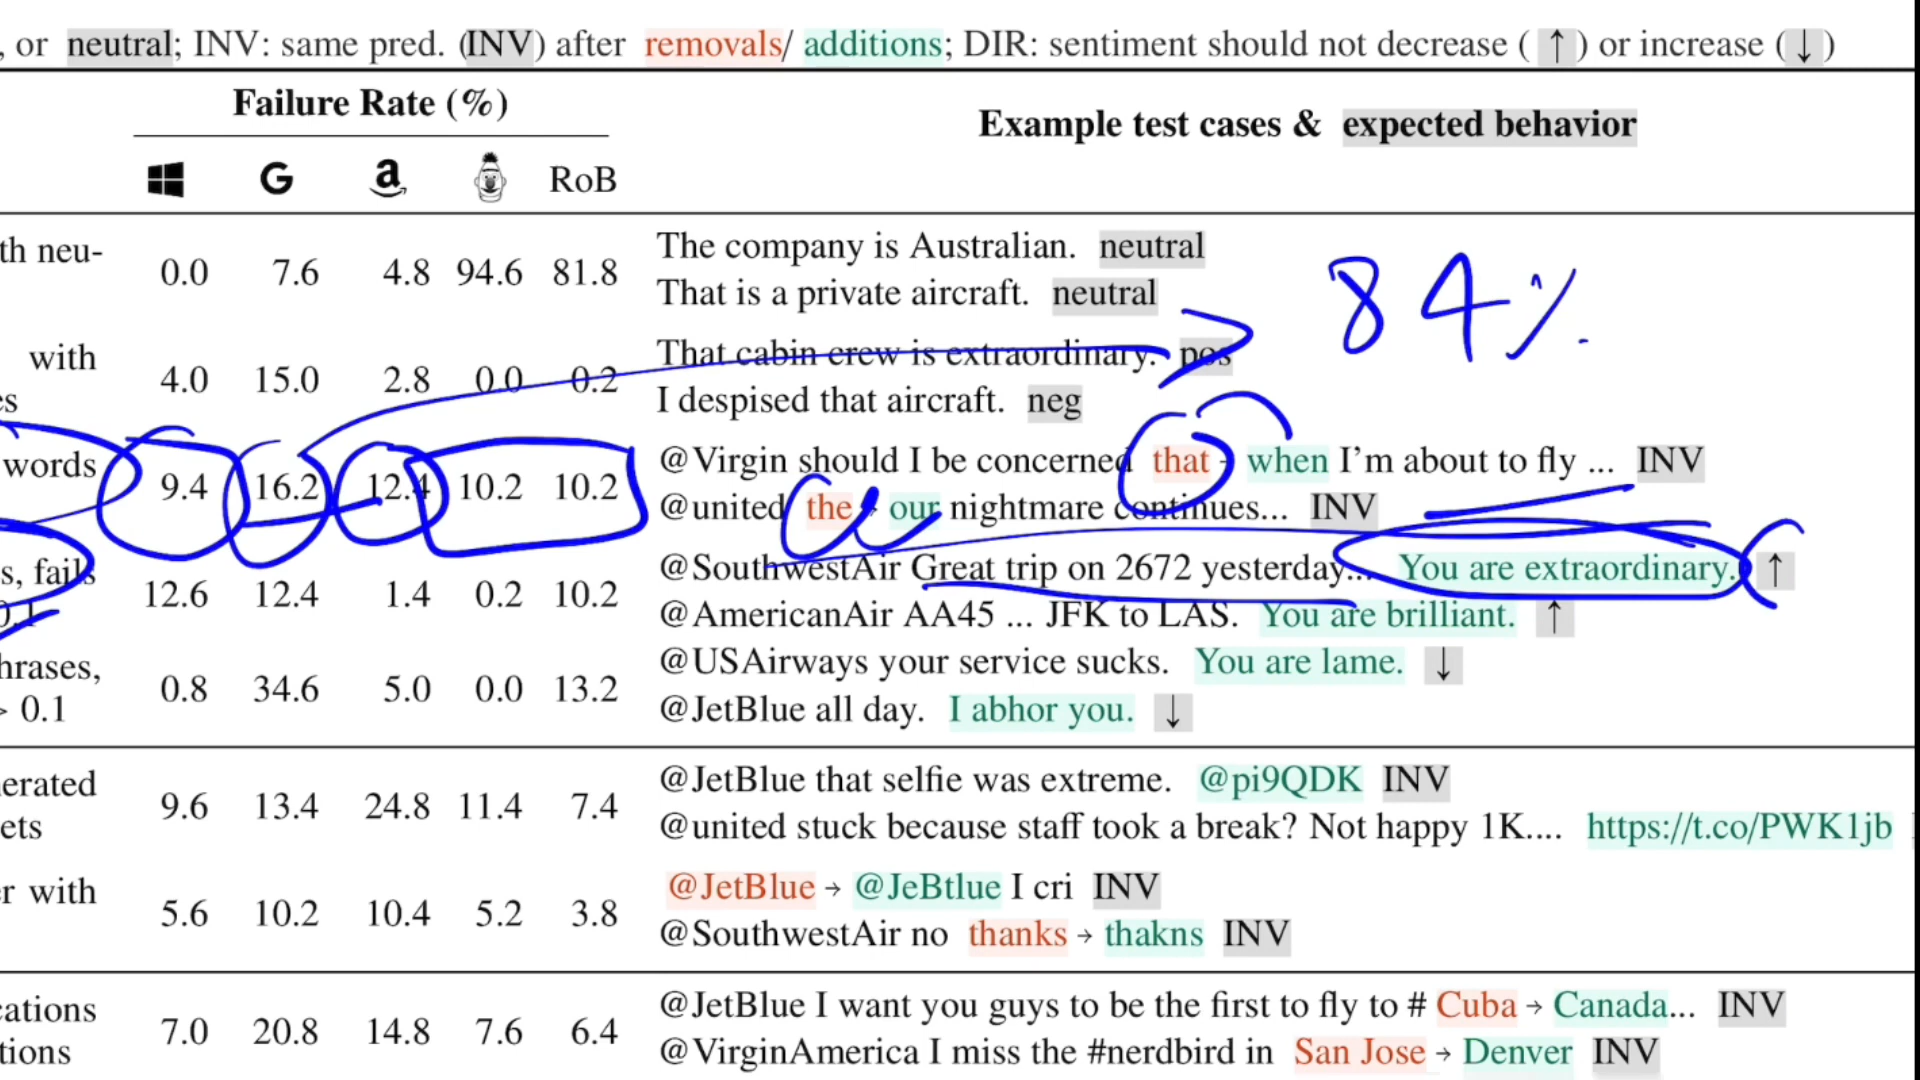 , or neutral; INV: same pred. (INV) after removals/ additions; DIR: sentiment should not decrease ( ↑ ) or increase ( ↓ )
Failure Rate (%)
Example test cases & expected behavior
G a RoB
th neu-
0.0 7.6 4.8 94.6 81.8
The company is Australian. neutral
That is a private aircraft. neutral
84%
with
es
4.0 15.0 2.8 0.0 0.2
That cabin crew is extraordinary. pos
I despised that aircraft. neg
words
9.4 16.2 12.4 10.2 10.2
@Virgin should I be concerned that → when I'm about to fly ... INV
@united the → our nightmare continues... INV
s, fails
0.1
12.6 12.4 1.4 0.2 10.2
@SouthwestAir Great trip on 2672 yesterday... You are extraordinary. ↑
@AmericanAir AA45 ... JFK to LAS. You are brilliant. ↑
hrases,
> 0.1
0.8 34.6 5.0 0.0 13.2
@USAirways your service sucks. You are lame. ↓
@JetBlue all day. I abhor you. ↓
nerated
ets
9.6 13.4 24.8 11.4 7.4
@JetBlue that selfie was extreme. @pi9QDK INV
@united stuck because staff took a break? Not happy 1K.... https://t.co/PWK1jb
r with
5.6 10.2 10.4 5.2 3.8
@JetBlue → @JeBtlue I cri INV
@SouthwestAir no thanks → thakns INV
cations
tions
7.0 20.8 14.8 7.6 6.4
@JetBlue I want you guys to be the first to fly to # Cuba → Canada... INV
@VirginAmerica I miss the #nerdbird in San Jose → Denver INV